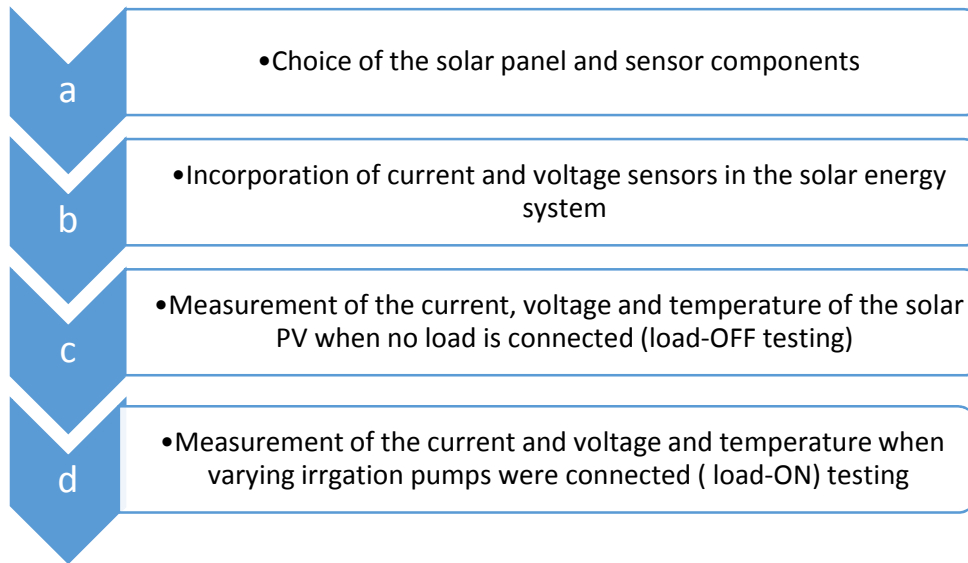 a
•Choice of the solar panel and sensor components
b
•Incorporation of current and voltage sensors in the solar energy
system
c
•Measurement of the current, voltage and temperature of the solar
PV when no load is connected (load-OFF testing)
d
•Measurement of the current and voltage and temperature when
varying irrgation pumps were connected ( load-ON) testing